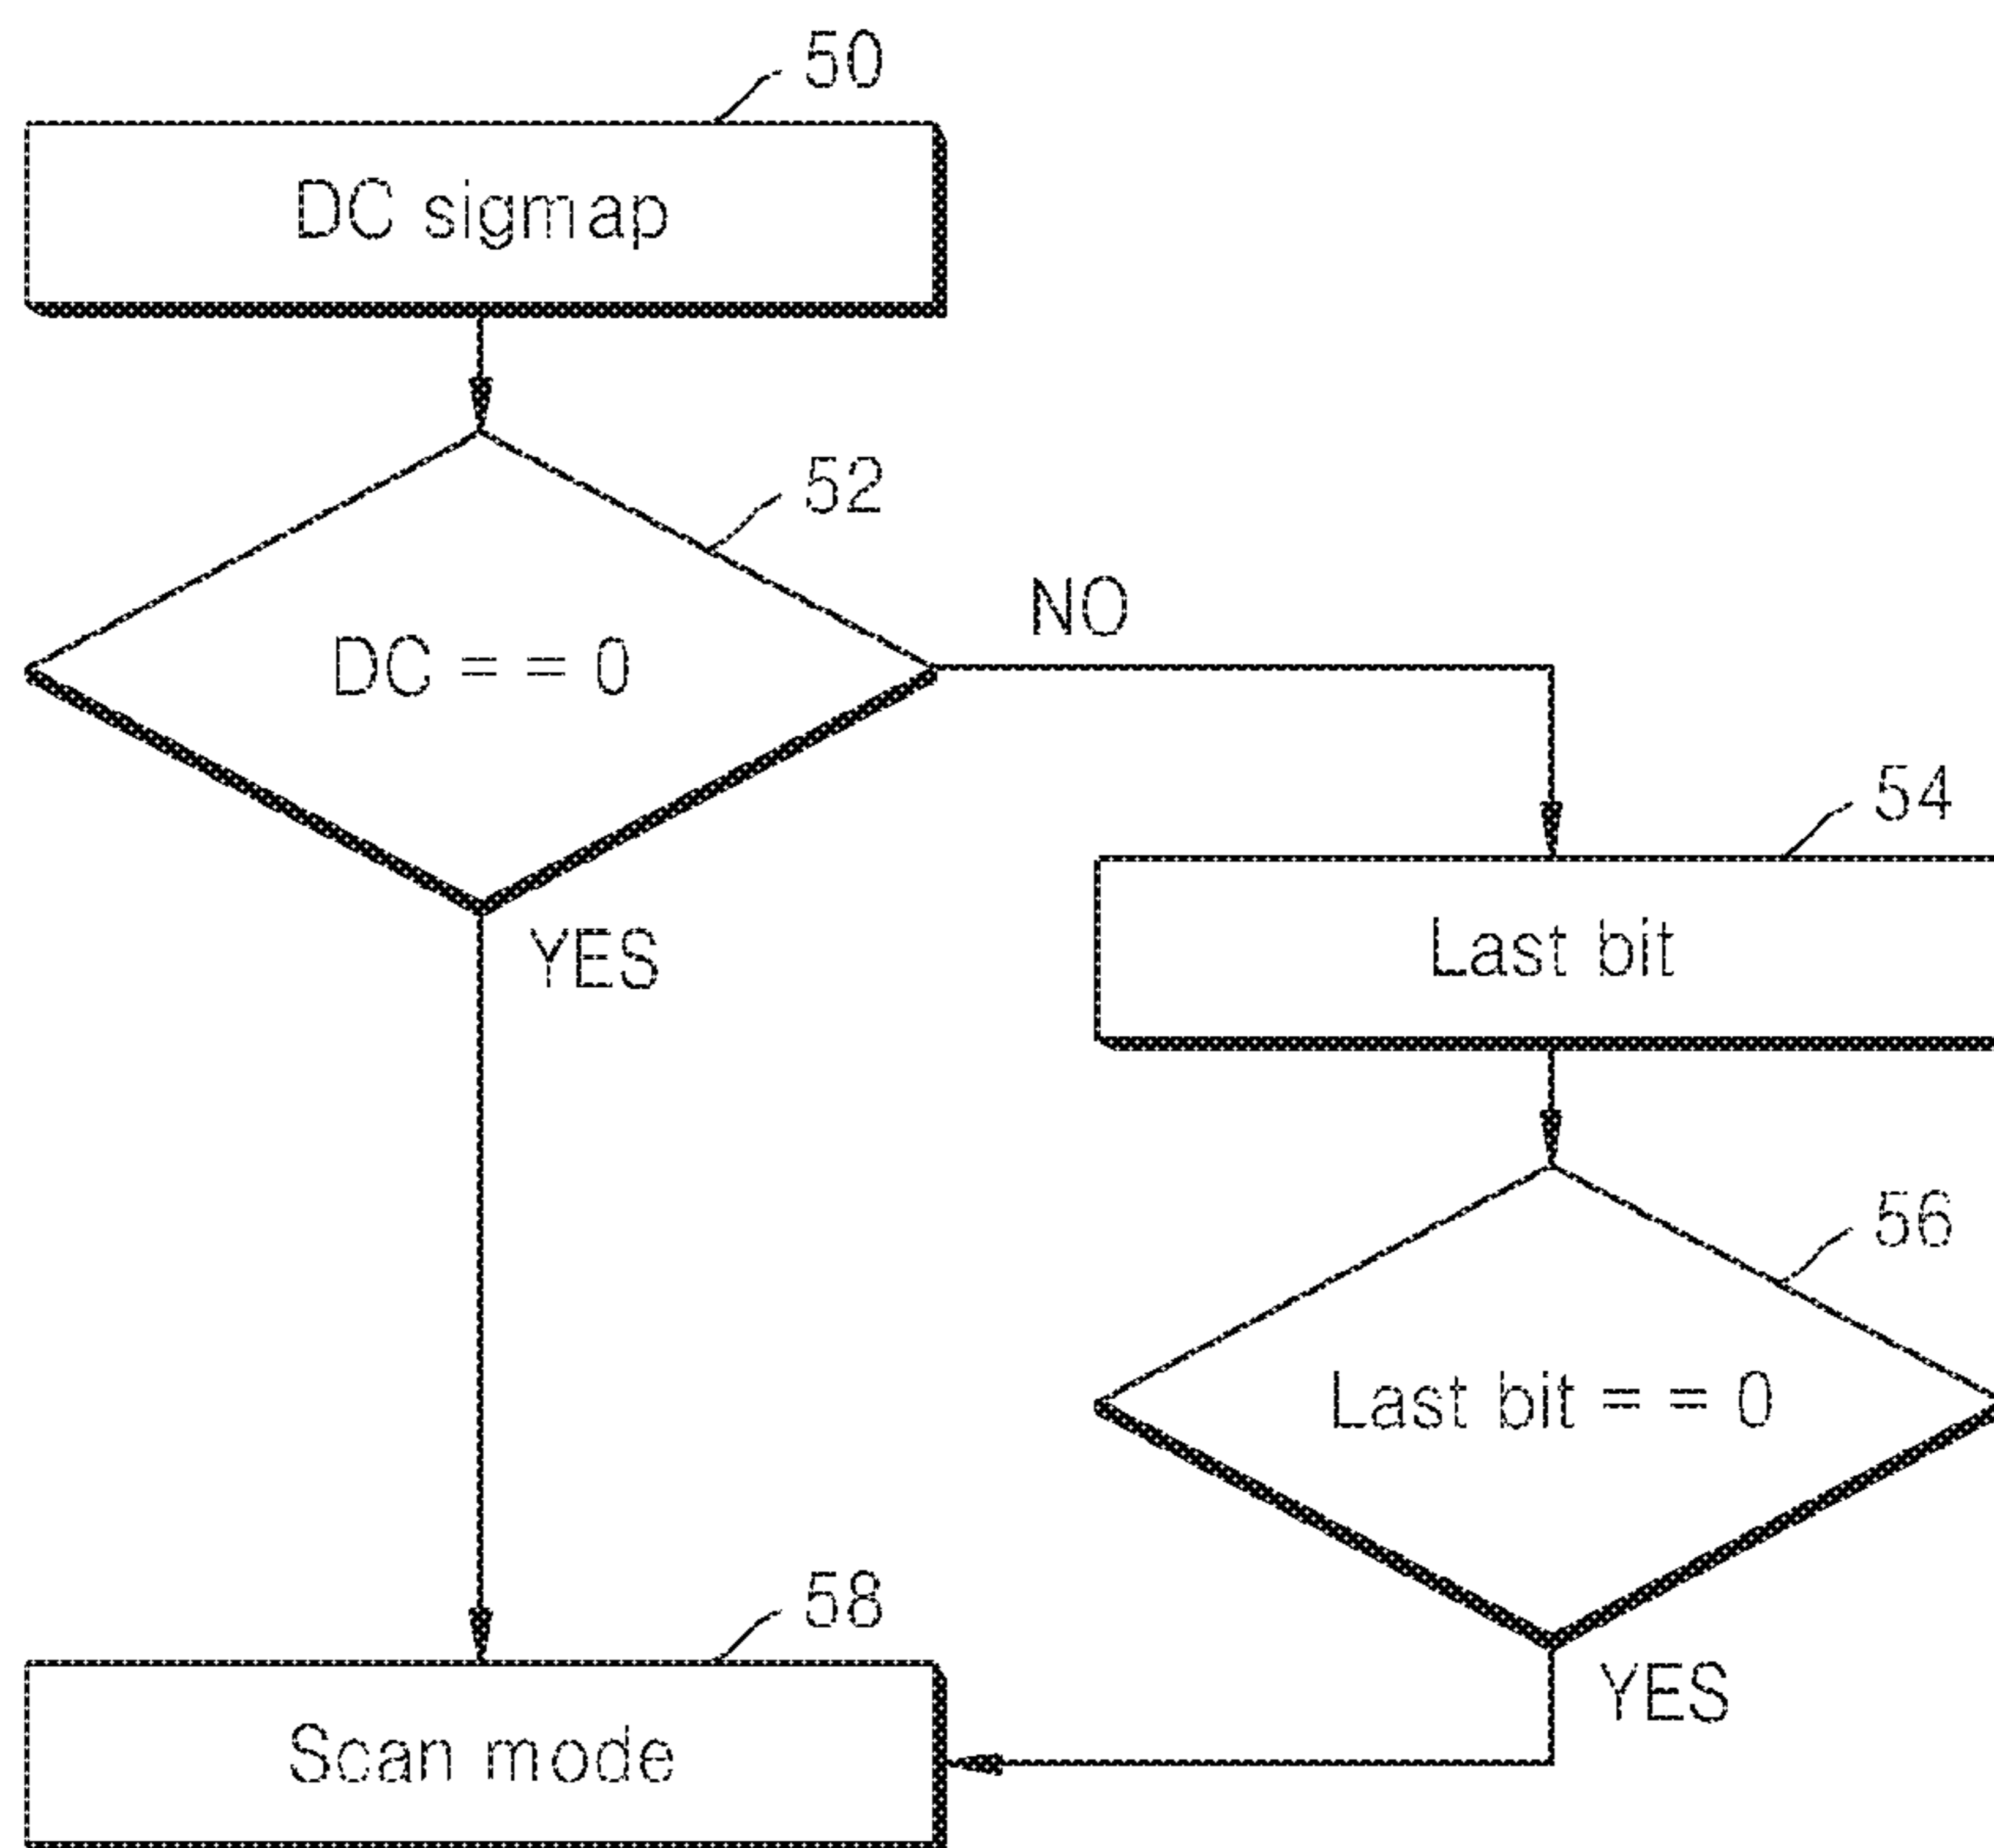 50
DC sigmap
52
DC = = 0
NO
YES
54
Last bit
56
Last bit = = 0
YES
58
Scan mode